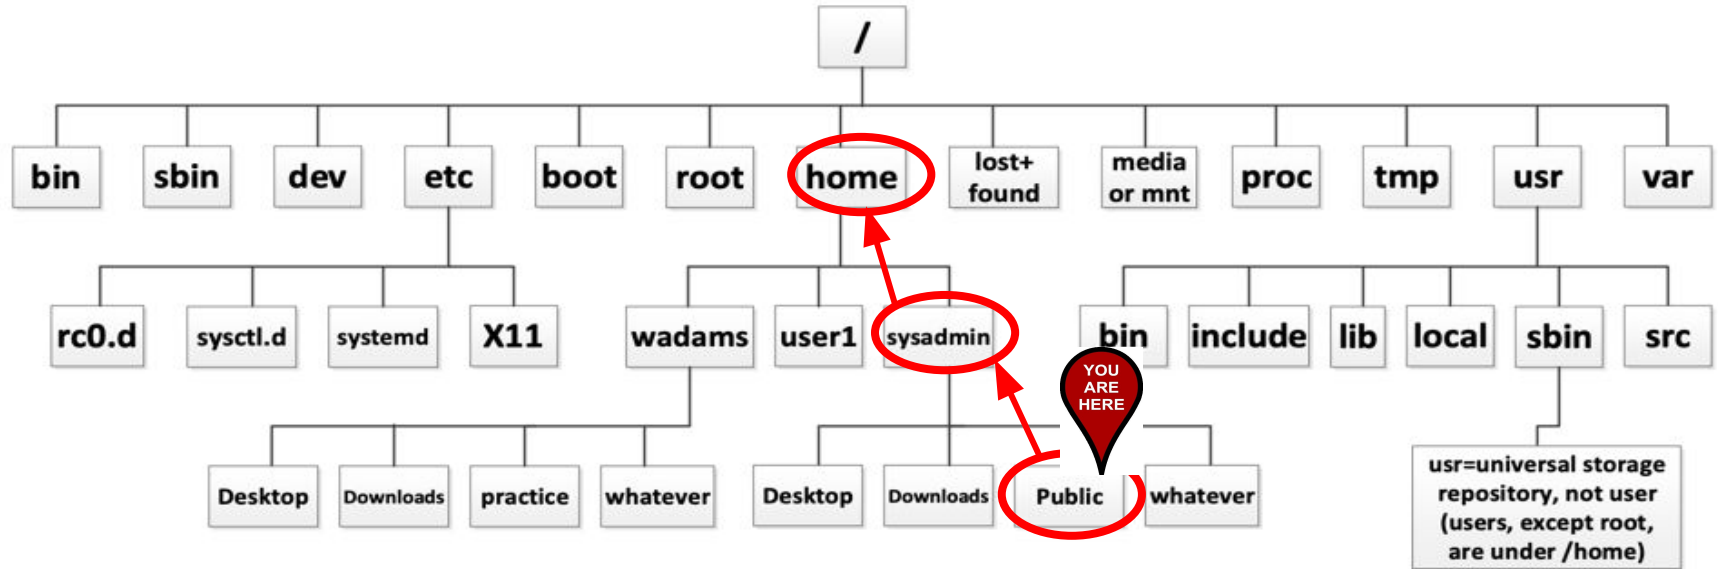 /
bin
sbin
dev
etc
boot
root
home
lost+
found
media
or mnt
proc
tmp
usr
var
rc0.d
sysctl.d
systemd
X11
wadams
user1
sysadmin
bin
include
lib
local
sbin
src
YOU
ARE
HERE
Desktop
Downloads
practice
whatever
Desktop
Downloads
Public
whatever
usr=universal storage
repository, not user
(users, except root,
are under /home)